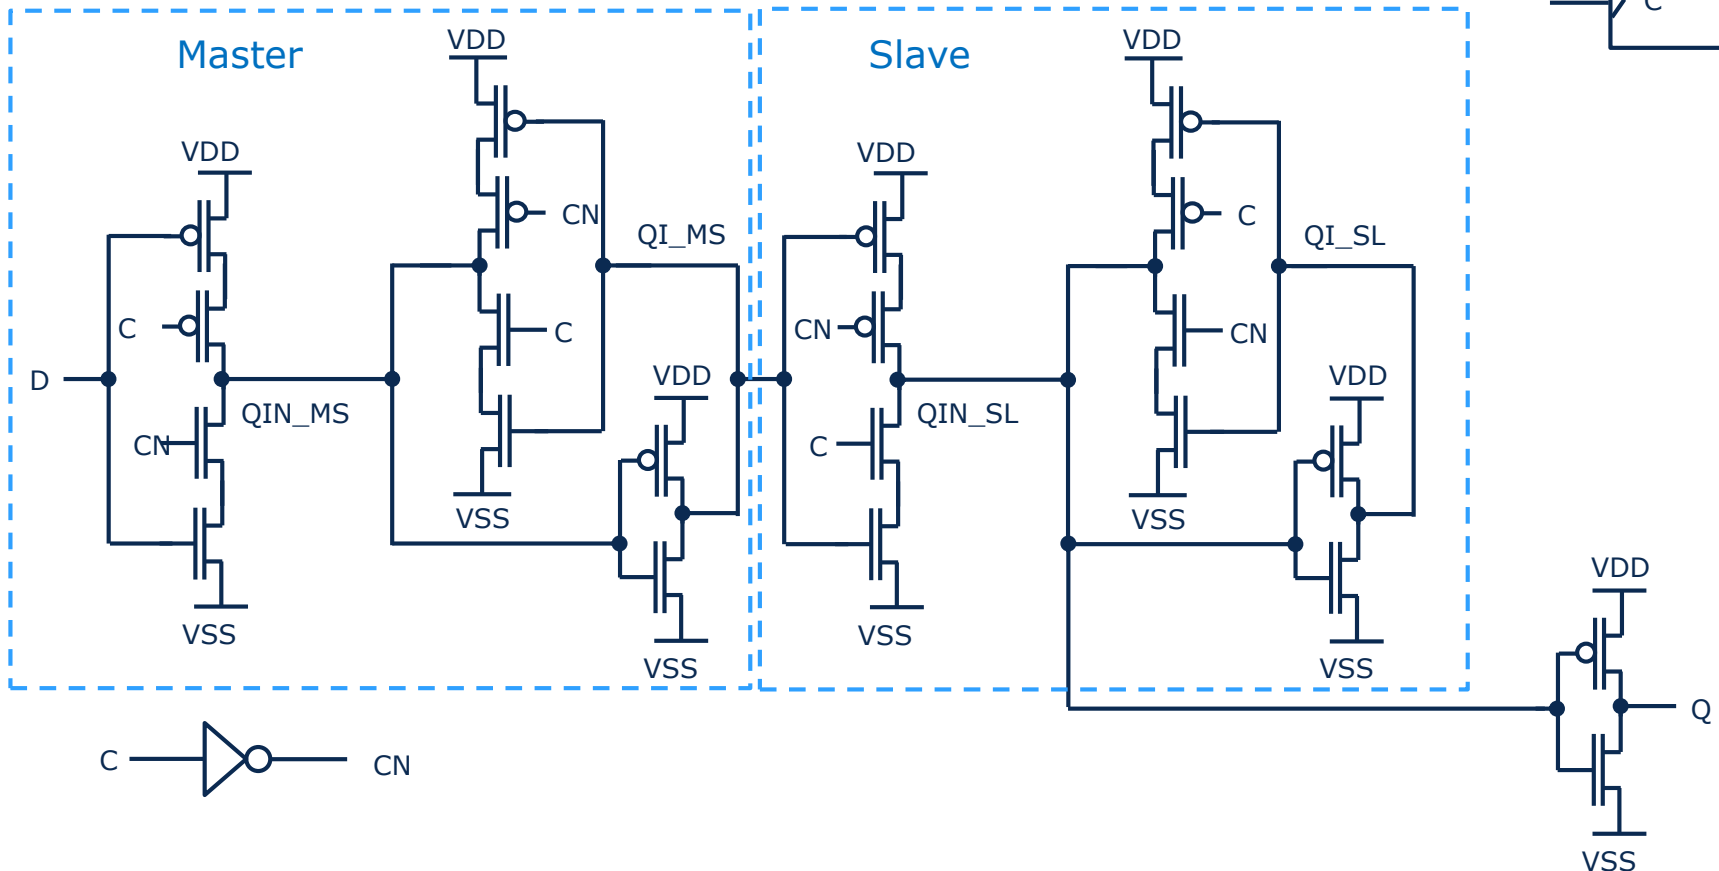 C
Master
VDD
VDD
CN
QI_MS
C
C
D
QIN_MS
CN
VDD
VSS
VSS
VSS
Slave
VDD
VDD
C
QI_SL
CN
CN
QIN_SL
C
VDD
VSS
VSS
VSS
VDD
Q
VSS
C
CN